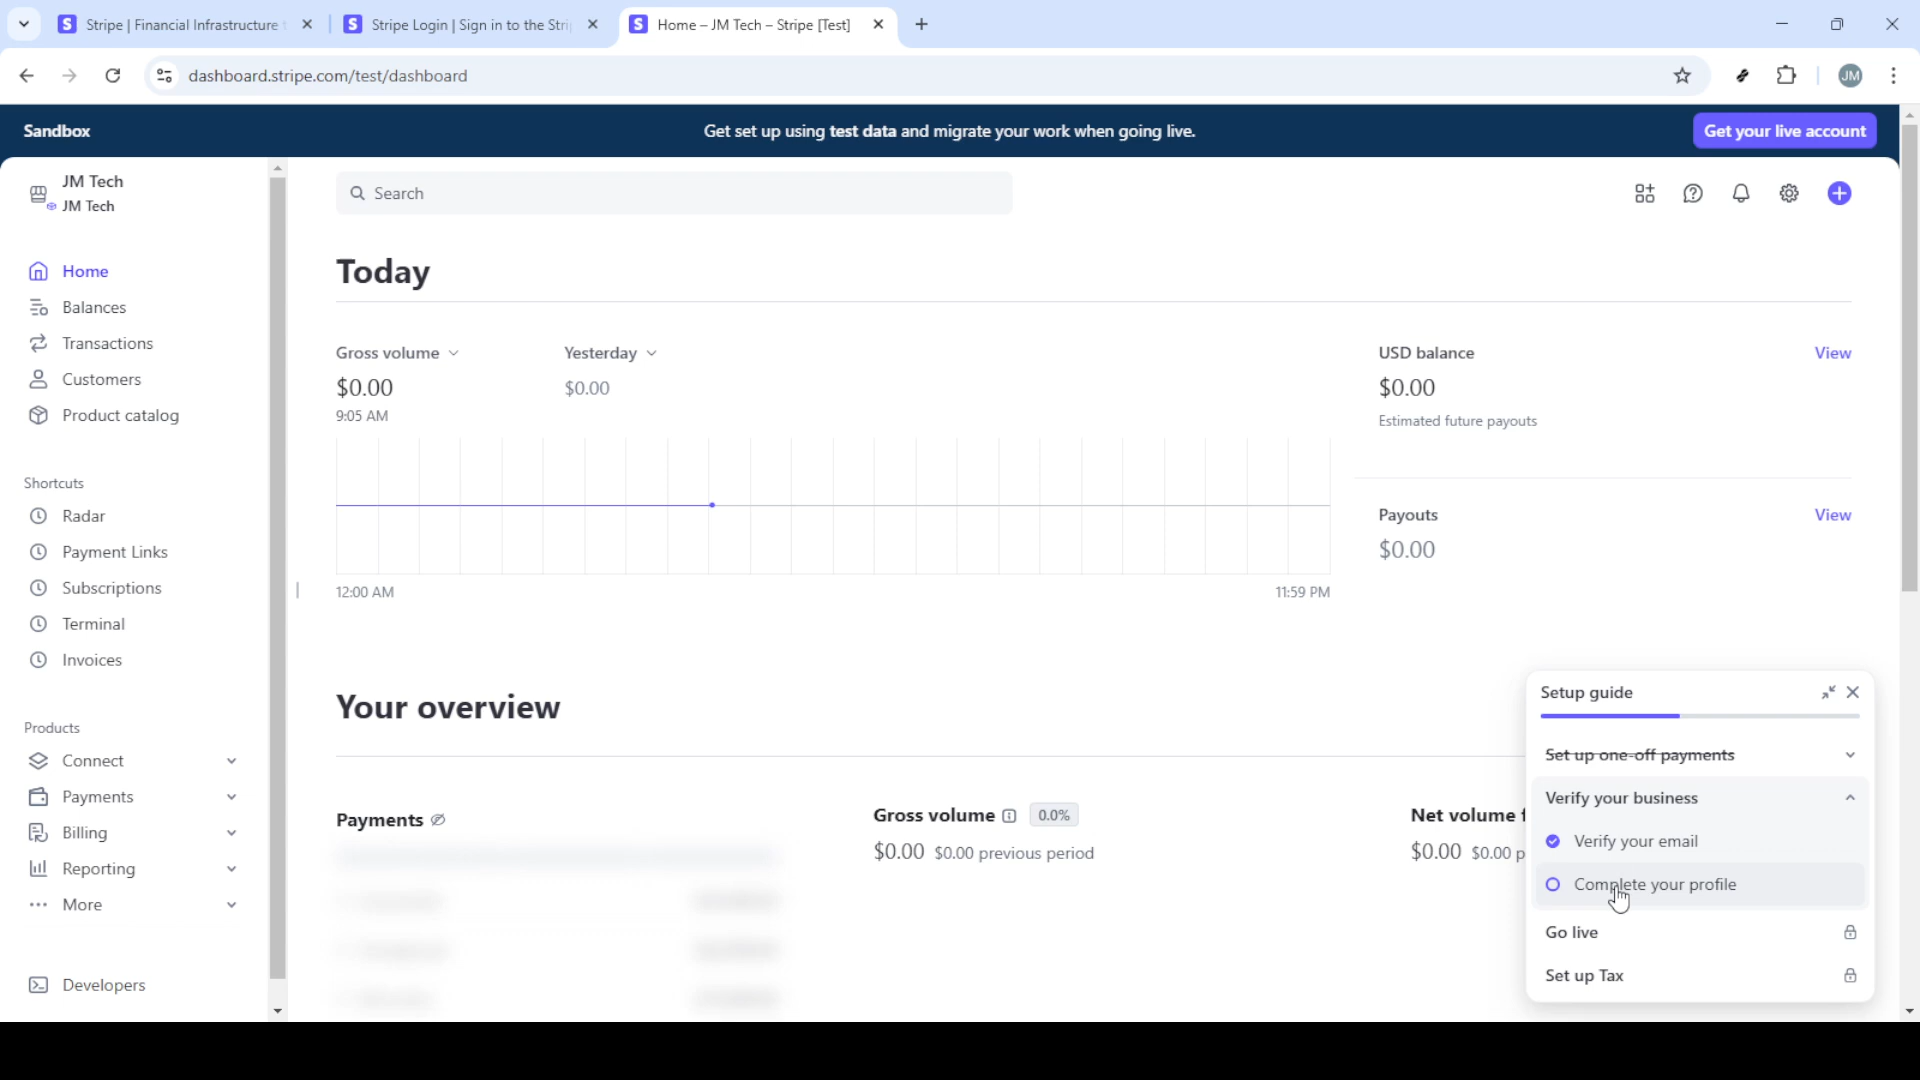 Stripe | Financial Infrastructure
Stripe Login | Sign in to the Stri
Home – JM Tech – Stripe [Test]
dashboard.stripe.com/test/dashboard
JM
Sandbox
Get set up using test data and migrate your work when going live.
Get your live account
JM Tech
JM Tech
Search
Home
Balances
Transactions
Customers
Product catalog
Shortcuts
Radar
Payment Links
Subscriptions
Terminal
Invoices
Products
Connect
Payments
Billing
Reporting
More
Developers
Today
Gross volume
$0.00
9:05 AM
Yesterday
$0.00
12:00 AM
11:59 PM
USD balance
View
$0.00
Estimated future payouts
Payouts
View
$0.00
Your overview
Payments
Gross volume 0.0%
$0.00 $0.00 previous period
Net volume f
$0.00 $0.00 p
Setup guide
Set up one-off payments
Verify your business
Verify your email
Complete your profile
Go live
Set up Tax